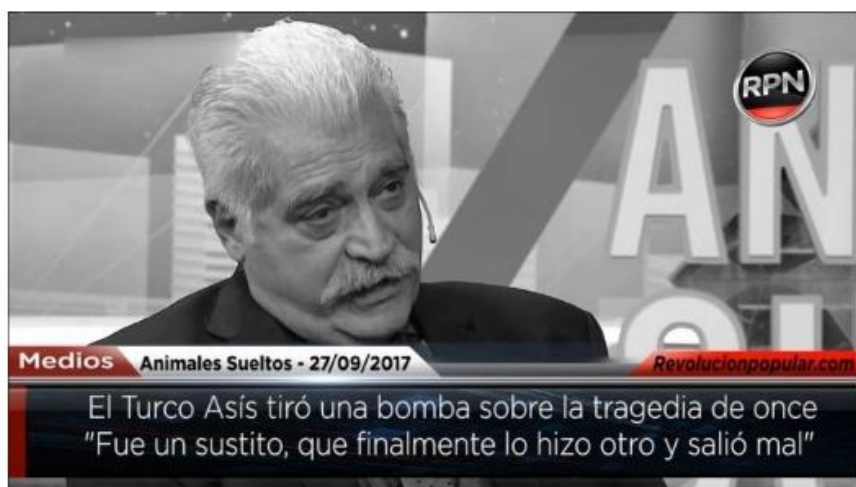 RPN
AN
Medios
Animales Sueltos - 27/09/2017
Revolucionpopular.com
El Turco Asís tiró una bomba sobre la tragedia de once
"Fue un sustito, que finalmente lo hizo otro y salió mal"